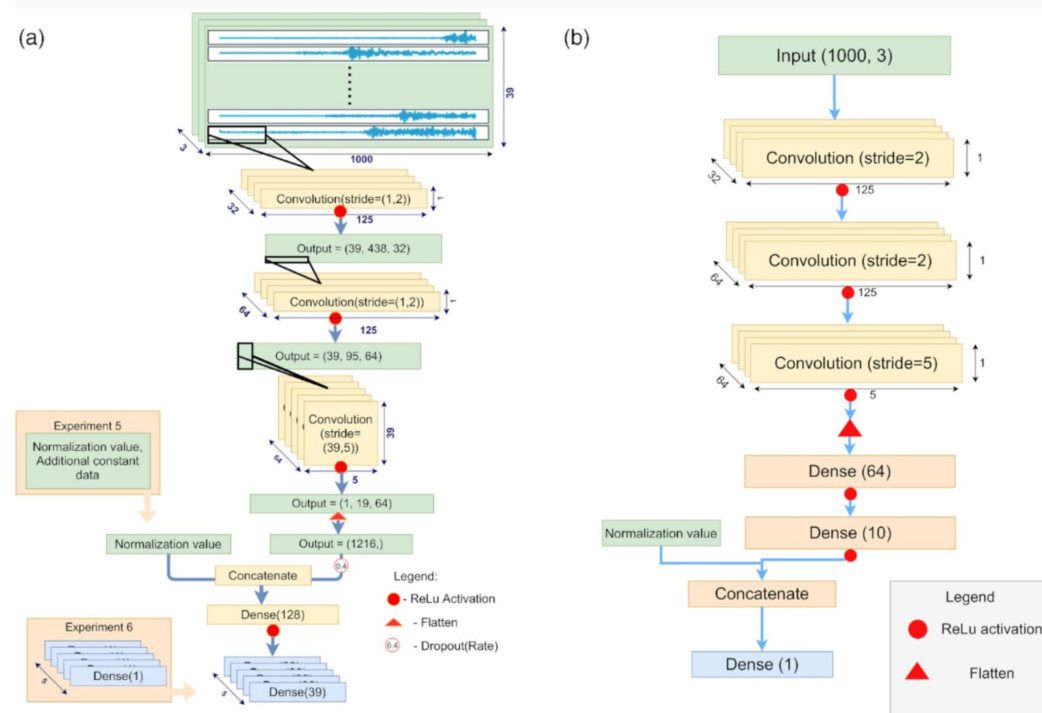 (a)
39
3
1000
Convolution(stride=(1,2))
32
125
1
Output = (39, 438, 32)
Convolution(stride=(1,2))
64
125
1
Output = (39, 95, 64)
Convolution
(stride=
(39,5))
64
39
5
Experiment 5
Normalization value,
Additional constant
data
Output = (1, 19, 64)
Normalization value
Output = (1216,)
0.4
Concatenate
Dense(128)
Experiment 6
Dense(1)
5
Dense(39)
5
Legend:
- ReLu Activation
- Flatten
0.4 - Dropout(Rate)
(b)
Input (1000, 3)
Convolution (stride=2)
32
125
1
Convolution (stride=2)
64
125
1
Convolution (stride=5)
64
5
1
Dense (64)
Normalization value
Dense (10)
Concatenate
Dense (1)
Legend
ReLu activation
Flatten